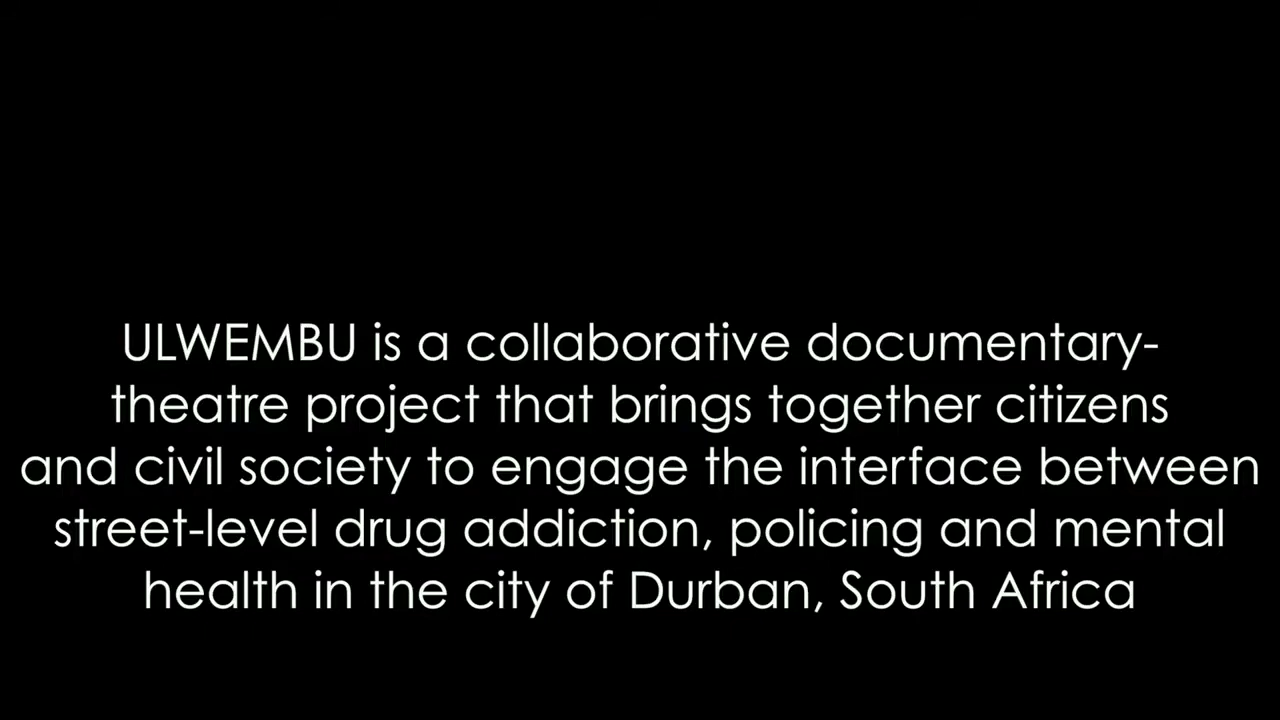 ULWEMBU is a collaborative documentary-
theatre project that brings together citizens
and civil society to engage the interface between
street-level drug addiction, policing and mental
health in the city of Durban, South Africa